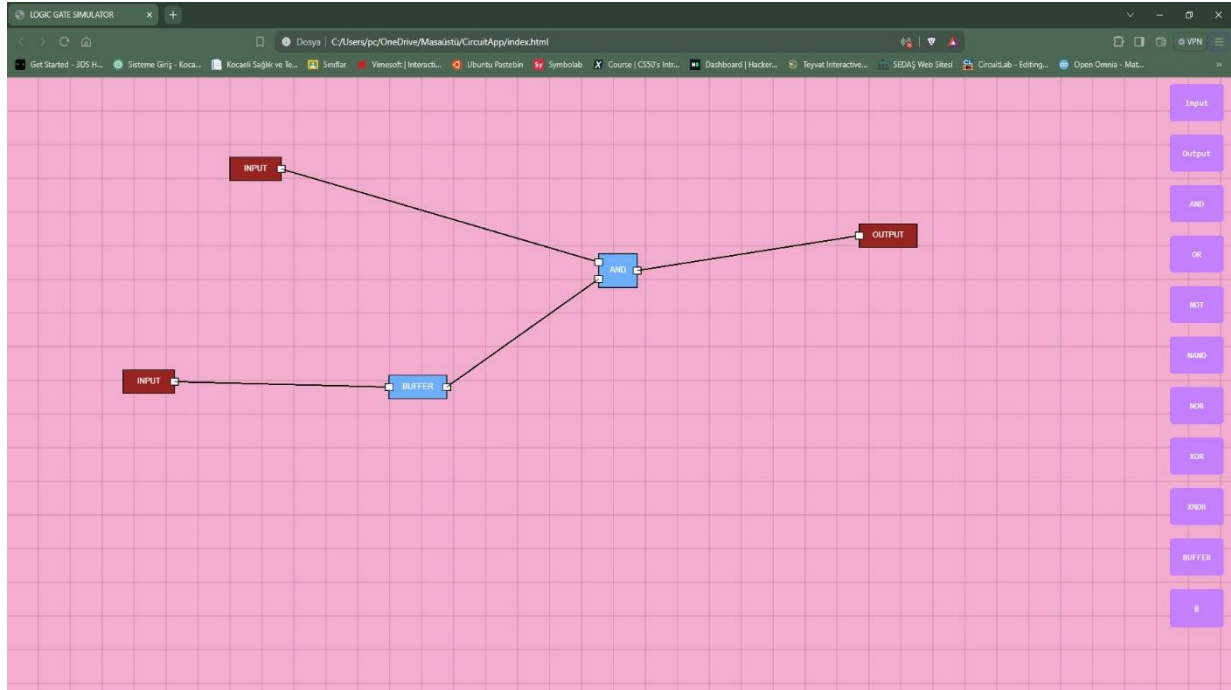 LOGIC GATE SIMULATOR
Dosya | C:/Users/pc/OneDrive/Masaüstü/CircuitApp/index.html
VPN
Get Started - 3DS H... Sisteme Giriş - Koca... Kocaeli Sağlık ve Te... Sınıflar Vimesoft | Interacti... Ubuntu Pastebin Sy Symbolab X Course | CS50's Intr... Dashboard | Hacker... Teyvat Interactive... SEDAŞ Web Sitesi CircuitLab - Editing... Open Omnia - Mat...
Input
Output
AND
OR
NOT
NAND
NOR
XOR
XNOR
BUFFER
INPUT
OUTPUT
AND
INPUT
BUFFER